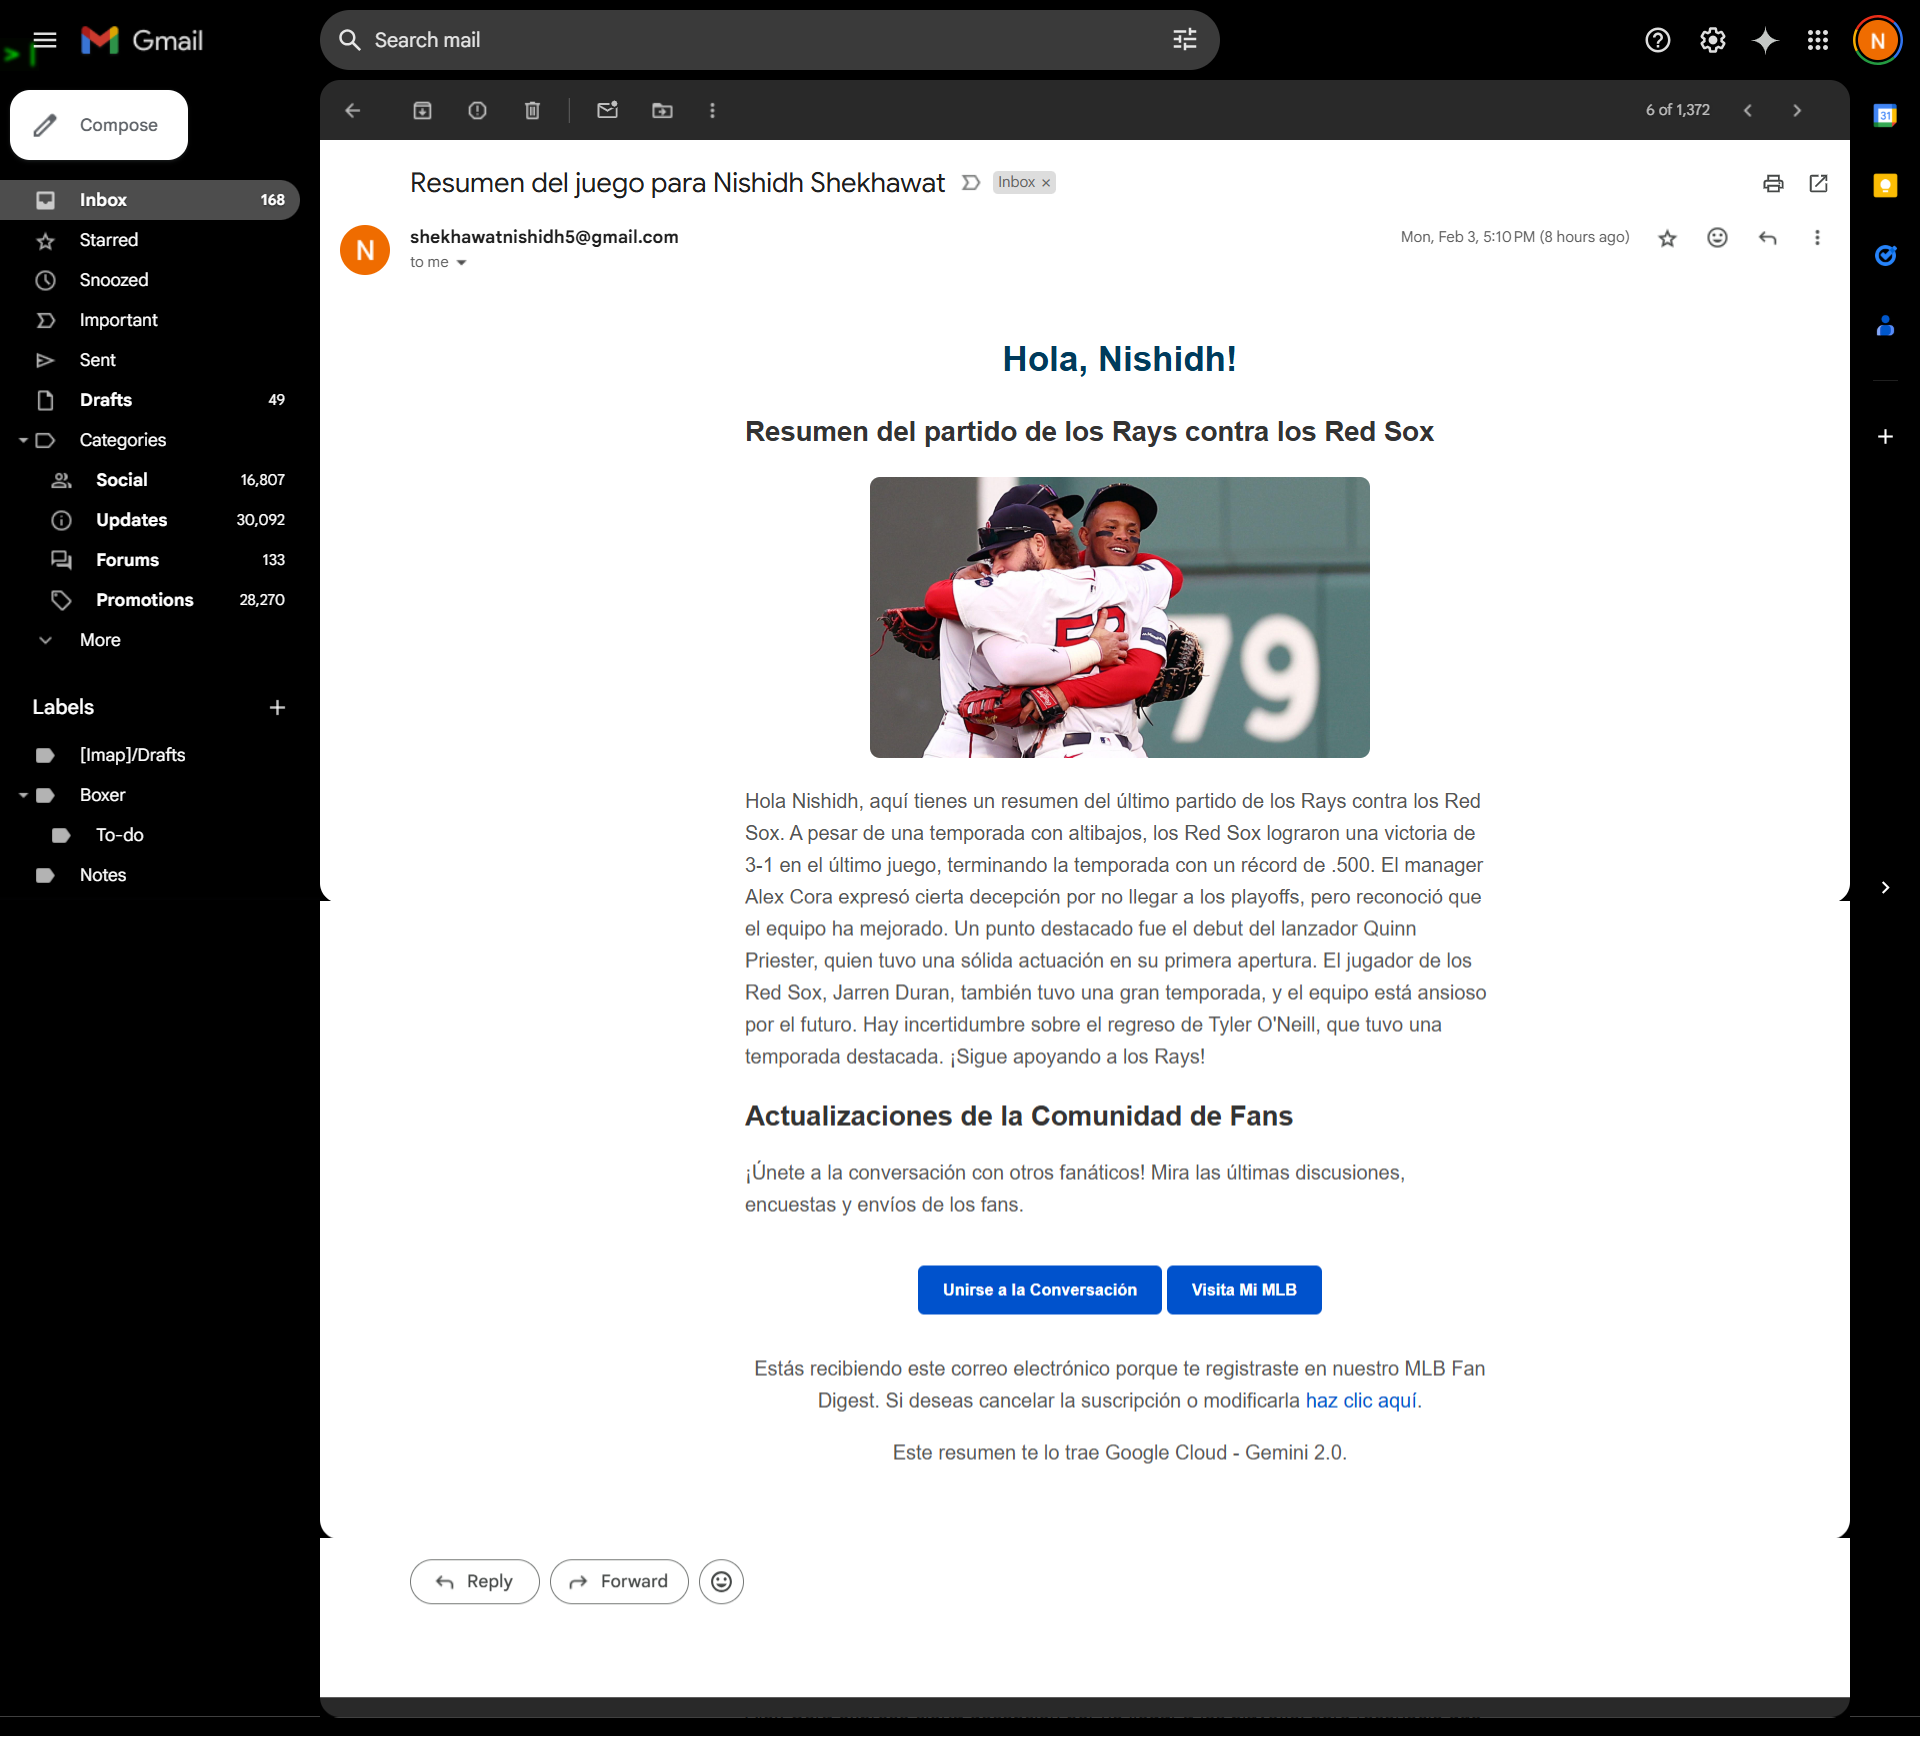 Gmail
Search mail
N
Compose
6 of 1,372
31
Inbox 168
Starred
Snoozed
Important
Sent
Drafts 49
Categories
Social 16,807
Updates 30,092
Forums 133
Promotions 28,270
More
Labels
[Imap]/Drafts
Boxer
To-do
Notes
Resumen del juego para Nishidh Shekhawat Inbox ×
N
shekhawatnishidh5@gmail.com
Mon, Feb 3, 5:10 PM (8 hours ago)
to me
Hola, Nishidh!
Resumen del partido de los Rays contra los Red Sox
52
79
Hola Nishidh, aquí tienes un resumen del último partido de los Rays contra los Red
Sox. A pesar de una temporada con altibajos, los Red Sox lograron una victoria de
3-1 en el último juego, terminando la temporada con un récord de .500. El manager
Alex Cora expresó cierta decepción por no llegar a los playoffs, pero reconoció que
el equipo ha mejorado. Un punto destacado fue el debut del lanzador Quinn
Priester, quien tuvo una sólida actuación en su primera apertura. El jugador de los
Red Sox, Jarren Duran, también tuvo una gran temporada, y el equipo está ansioso
por el futuro. Hay incertidumbre sobre el regreso de Tyler O'Neill, que tuvo una
temporada destacada. ¡Sigue apoyando a los Rays!
Actualizaciones de la Comunidad de Fans
¡Únete a la conversación con otros fanáticos! Mira las últimas discusiones,
encuestas y envíos de los fans.
Unirse a la Conversación
Visita Mi MLB
Estás recibiendo este correo electrónico porque te registraste en nuestro MLB Fan
Digest. Si deseas cancelar la suscripción o modificarla haz clic aquí.
Este resumen te lo trae Google Cloud - Gemini 2.0.
Reply
Forward